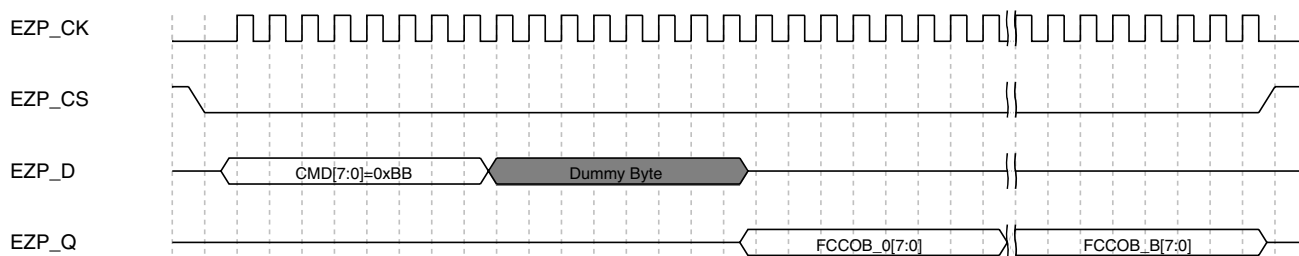 EZP_CK
EZP_CS
EZP_D
CMD[7:0]=0xBB
Dummy Byte
EZP_Q
FCCOB_0[7:0]
FCCOB_B[7:0]